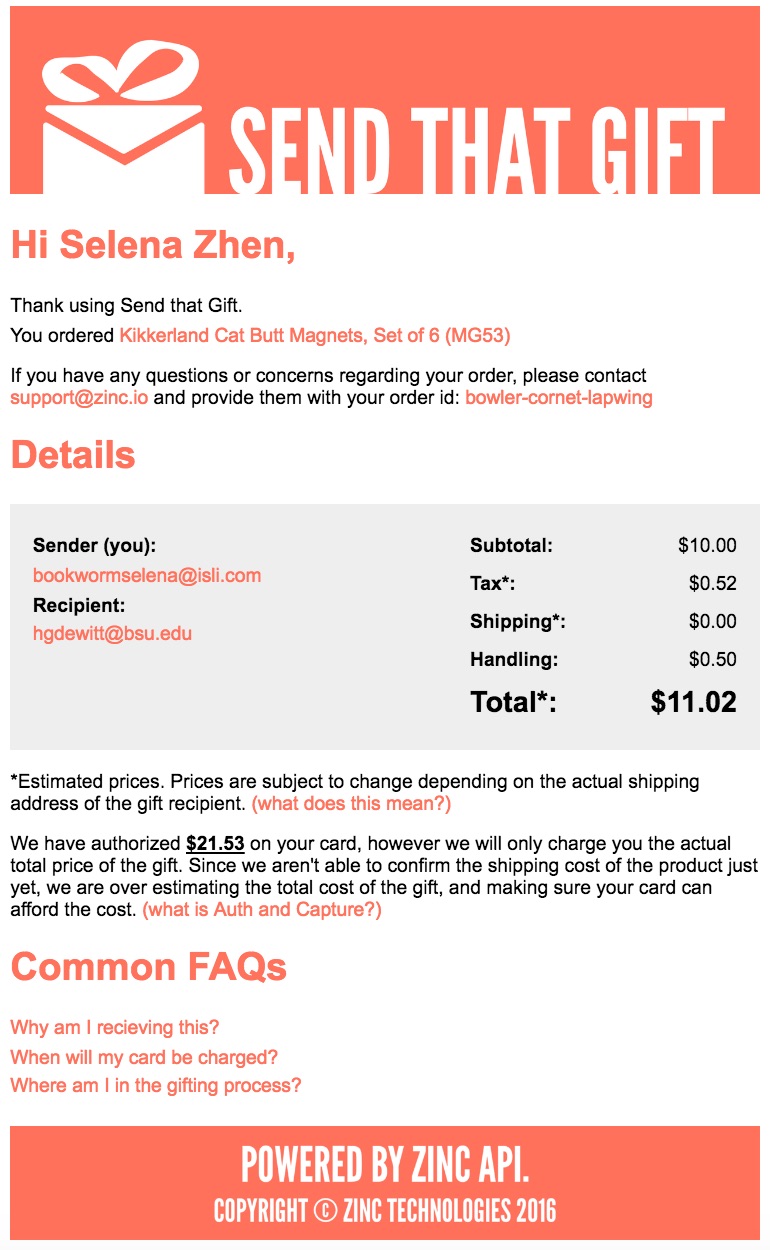 SEND THAT GIFT
Hi Selena Zhen,
Thank using Send that Gift.
You ordered Kikkerland Cat Butt Magnets, Set of 6 (MG53)
If you have any questions or concerns regarding your order, please contact
support@zinc.io and provide them with your order id: bowler-cornet-lapwing
Details
Sender (you):
bookwormselena@isli.com
Recipient:
hgdewitt@bsu.edu
Subtotal: $10.00
Tax*: $0.52
Shipping*: $0.00
Handling: $0.50
Total*: $11.02
*Estimated prices. Prices are subject to change depending on the actual shipping
address of the gift recipient. (what does this mean?)
We have authorized $21.53 on your card, however we will only charge you the actual
total price of the gift. Since we aren't able to confirm the shipping cost of the product just
yet, we are over estimating the total cost of the gift, and making sure your card can
afford the cost. (what is Auth and Capture?)
Common FAQs
Why am I recieving this?
When will my card be charged?
Where am I in the gifting process?
POWERED BY ZINC API.
COPYRIGHT © ZINC TECHNOLOGIES 2016